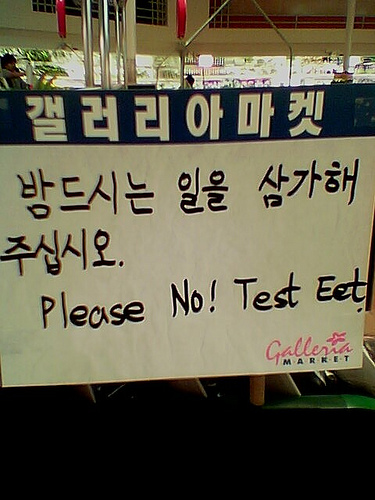 갤러리아마켓
밤드시는 일을 삼가해
주십시오.
Please No! Test Eet.
Galleria
MARKET